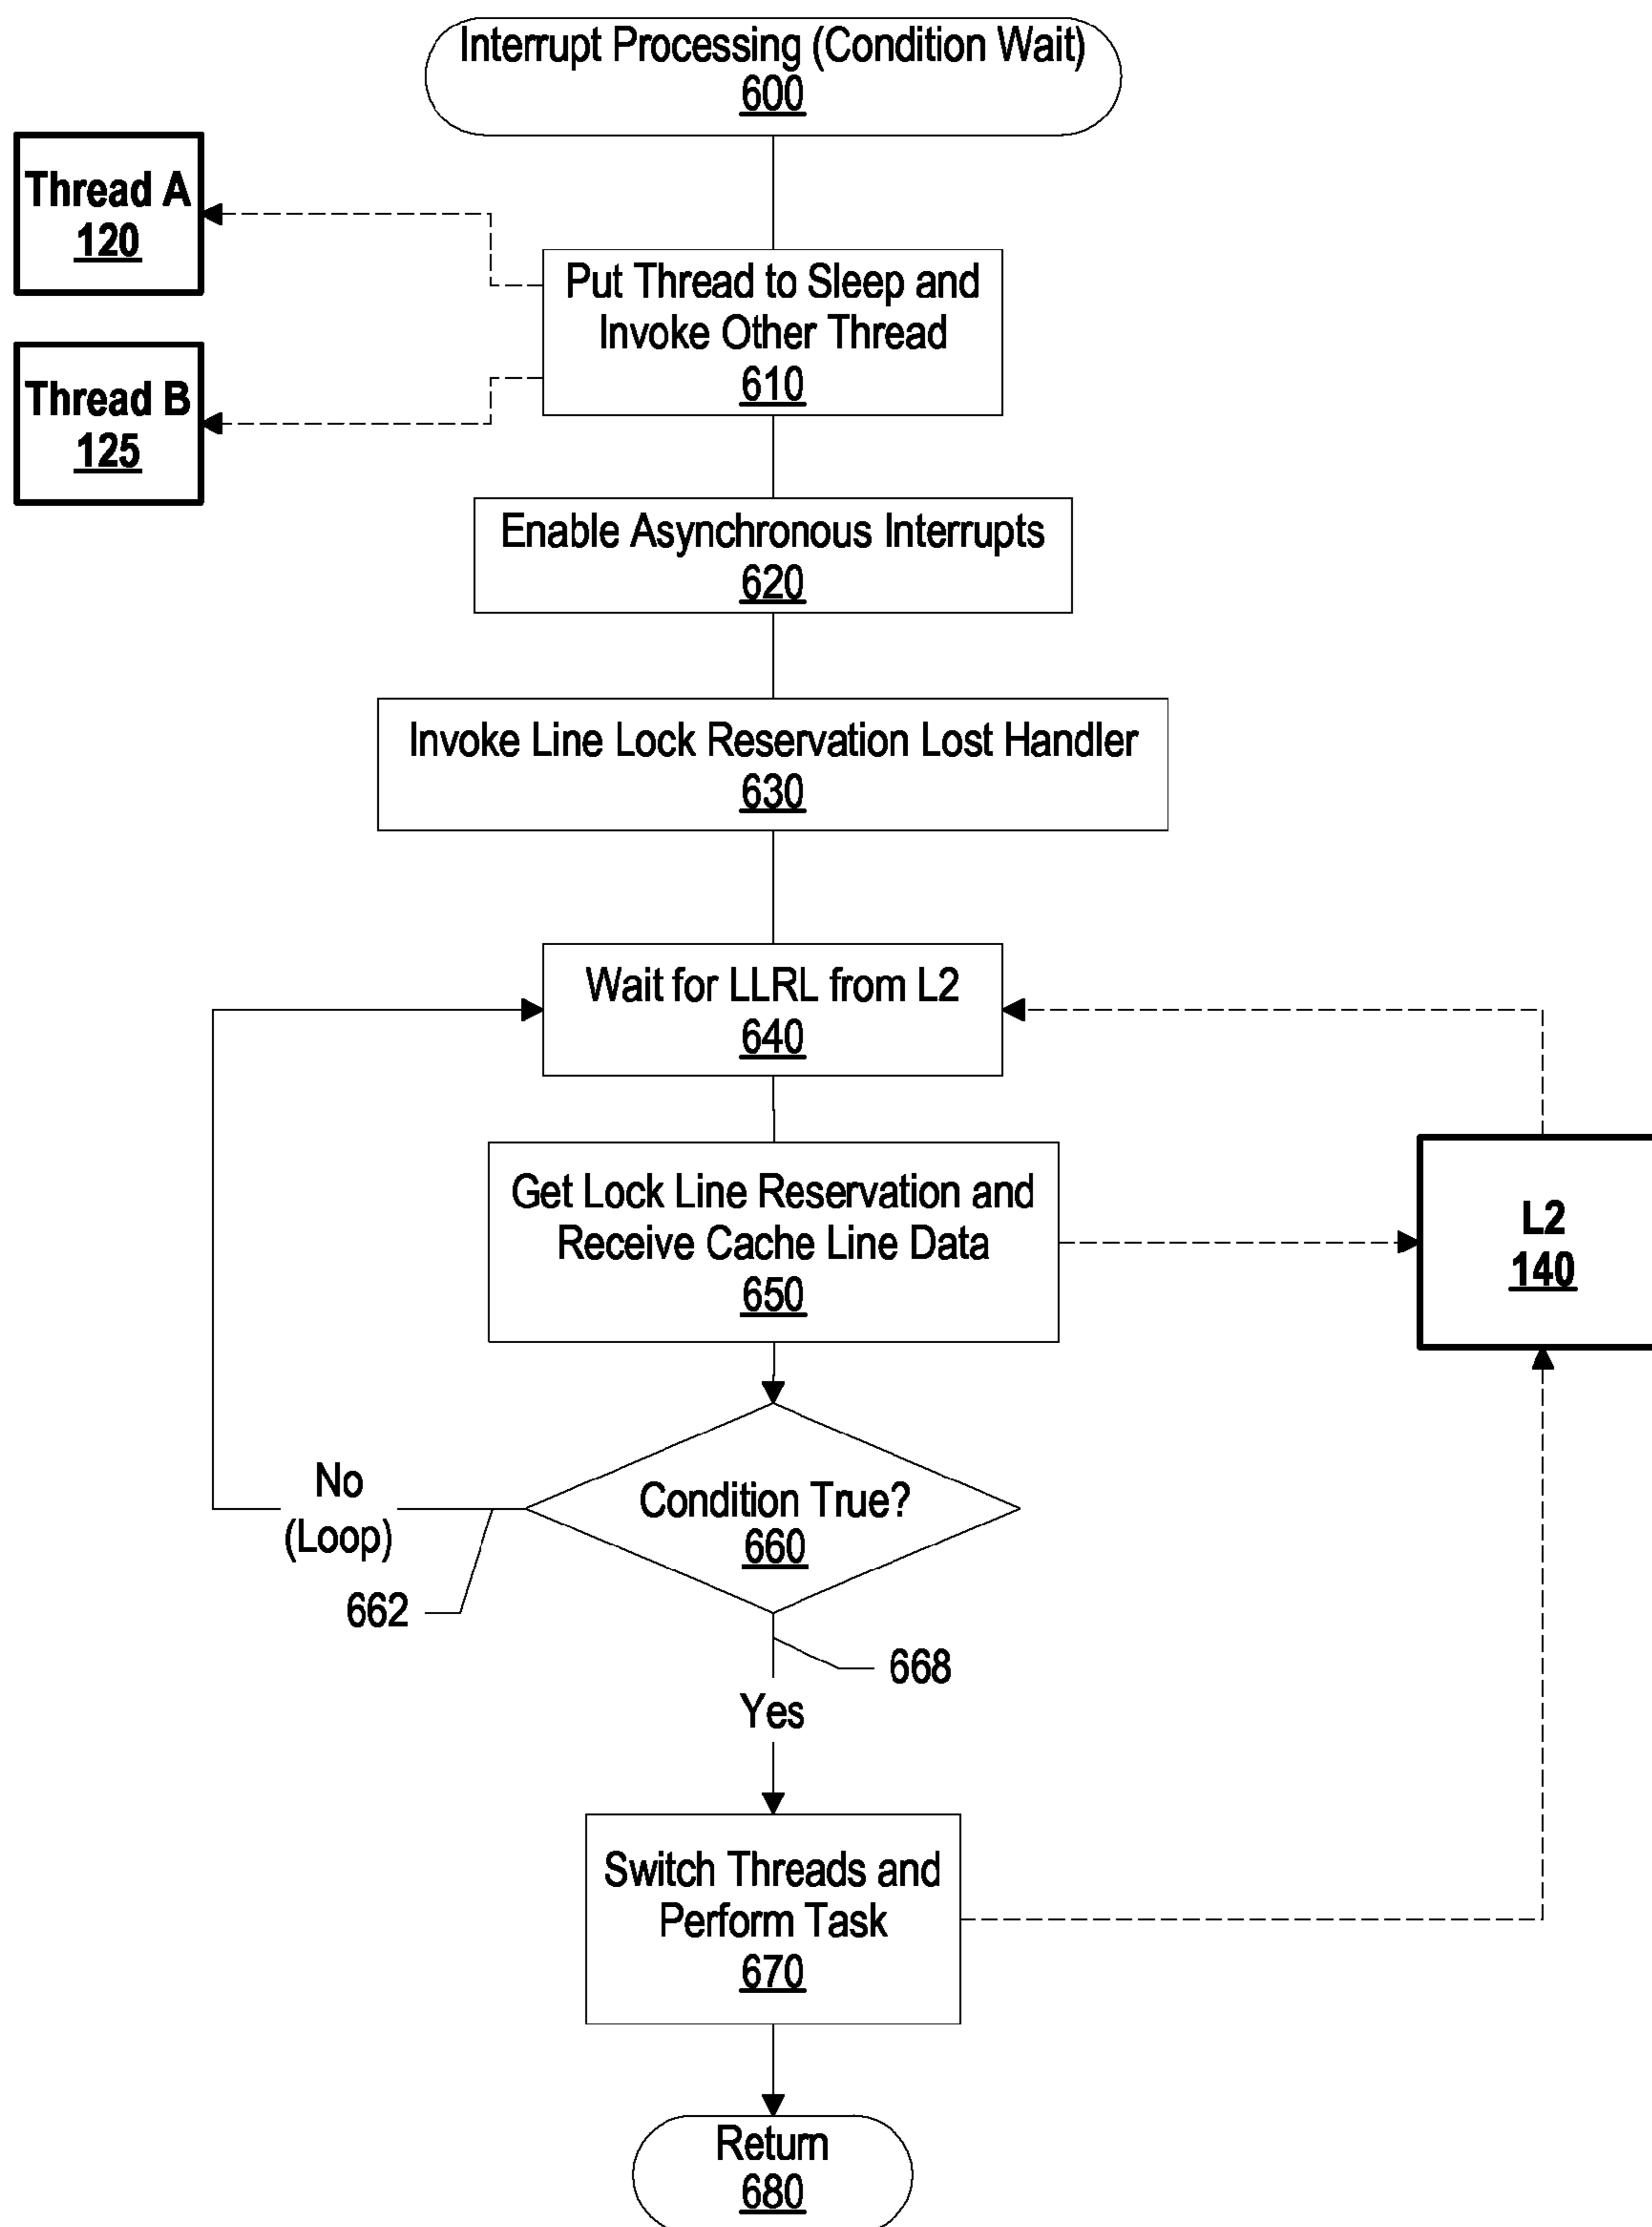 Interrupt Processing (Condition Wait)
600
Thread A
120
Put Thread to Sleep and
Invoke Other Thread
610
Thread B
125
Enable Asynchronous Interrupts
620
Invoke Line Lock Reservation Lost Handler
630
Wait for LLRL from L2
640
Get Lock Line Reservation and
Receive Cache Line Data
650
L2
140
Condition True?
660
No
(Loop)
662
668
Yes
Switch Threads and
Perform Task
670
Return
680